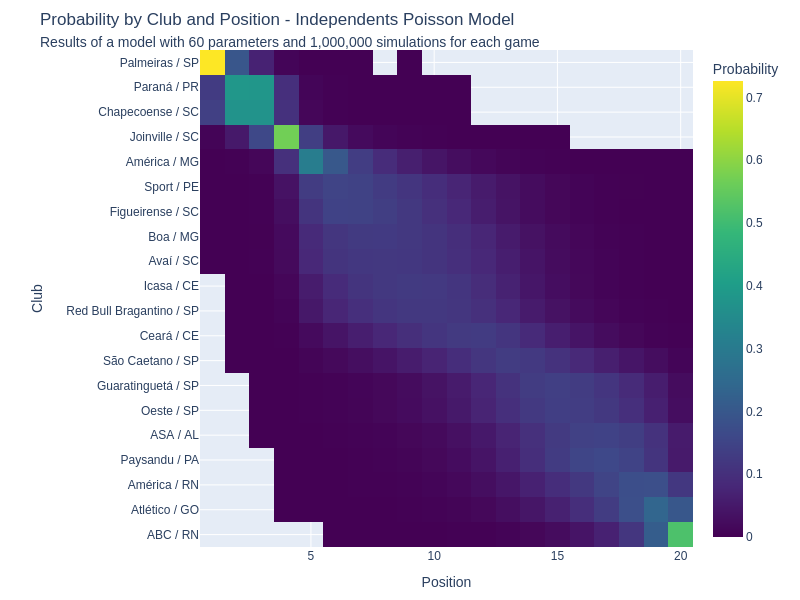 Probability by Club and Position - Independents Poisson Model
Results of a model with 60 parameters and 1,000,000 simulations for each game
Probability
Club
Palmeiras / SP
Paraná / PR
Chapecoense / SC
Joinville / SC
América / MG
Sport / PE
Figueirense / SC
Boa / MG
Avaí / SC
Icasa / CE
Red Bull Bragantino / SP
Ceará / CE
São Caetano / SP
Guaratinguetá / SP
Oeste / SP
ASA / AL
Paysandu / PA
América / RN
Atlético / GO
ABC / RN
0.7
0.6
0.5
0.4
0.3
0.2
0.1
0
5 10 15 20
Position